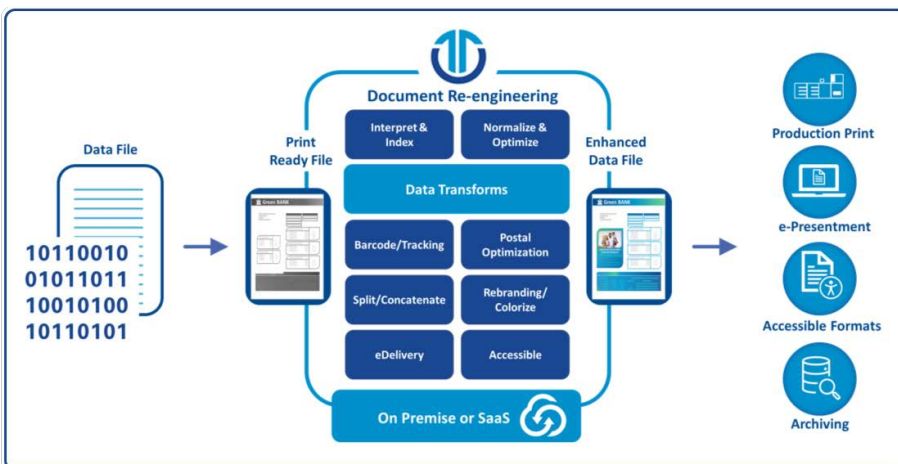 Data File
10110010
01011011
10010100
10110101
Print
Ready File
Green BANK
Document Re-engineering
Interpret &
Index
Normalize &
Optimize
Data Transforms
Barcode/Tracking
Postal
Optimization
Split/Concatenate
Rebranding/
Colorize
eDelivery
Accessible
On Premise or SaaS
Enhanced
Data File
Green BANK
Production Print
e-Presentment
Accessible Formats
Archiving